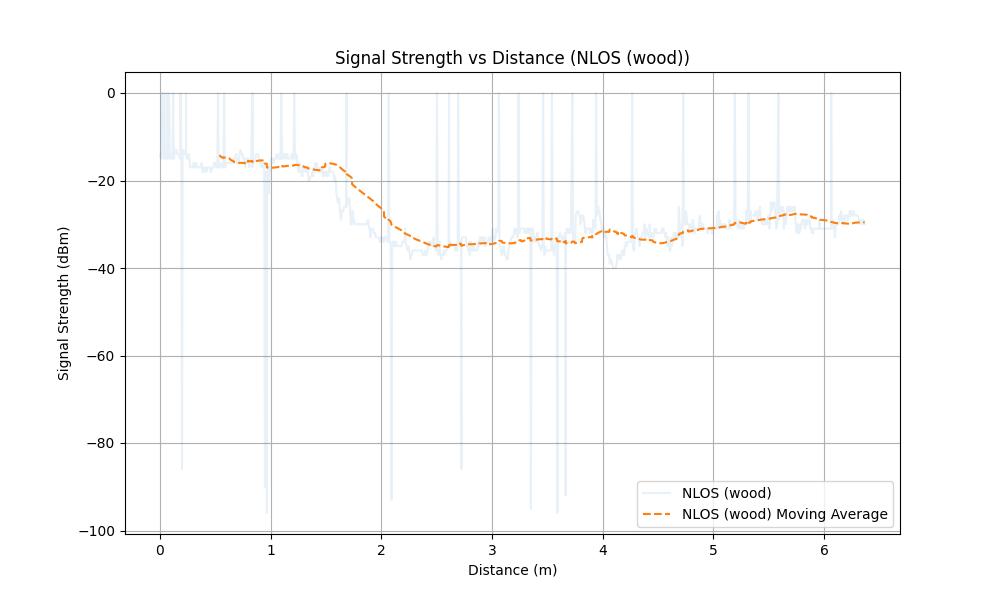 Signal Strength vs Distance (NLOS (wood))
Signal Strength (dBm)
0
−20
−40
−60
−80
−100
0 1 2 3 4 5 6
Distance (m)
NLOS (wood)
NLOS (wood) Moving Average